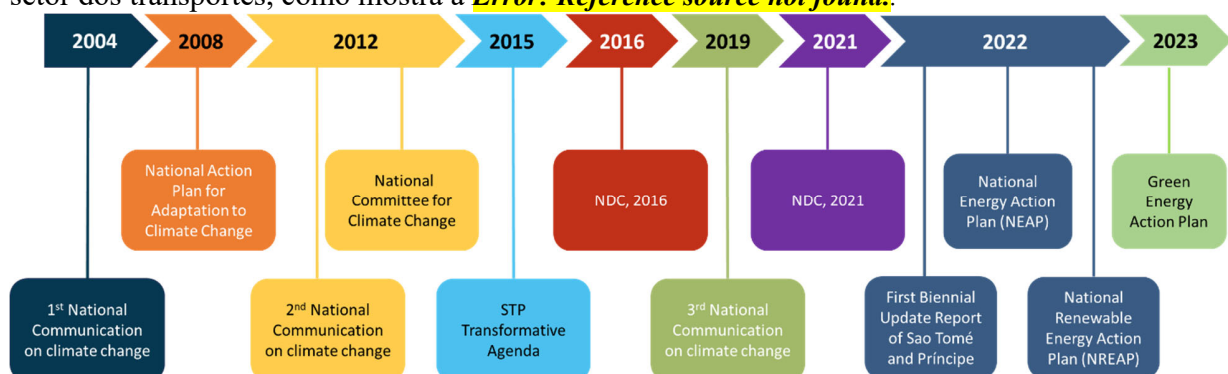 setor dos transportes, como mostra a Error! Reference source not found..
2004
2008
2012
2015
2016
2019
2021
2022
2023
National Action
Plan for
Adaptation to
Climate Change
National
Committee for
Climate Change
NDC, 2016
NDC, 2021
National
Energy Action
Plan (NEAP)
Green
Energy
Action Plan
1st National
Communication
on climate change
2nd National
Communication
on climate change
STP
Transformative
Agenda
3rd National
Communication
on climate change
First Biennial
Update Report
of Sao Tomé
and Príncipe
National
Renewable
Energy Action
Plan (NREAP)